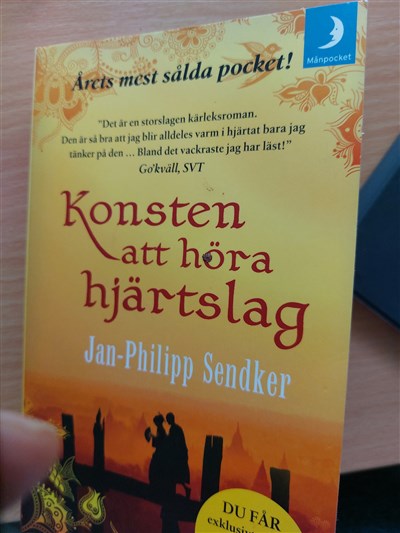 Årets mest sålda pocket!
Månpocket
"Det är en storslagen kärleksroman.
Den är så bra att jag blir alldeles varm i hjärtat bara jag
tänker på den ... Bland det vackraste jag har läst!"
Go'kväll, SVT
Konsten
att höra
hjärtslag
Jan-Philipp Sendker
DU FÅR